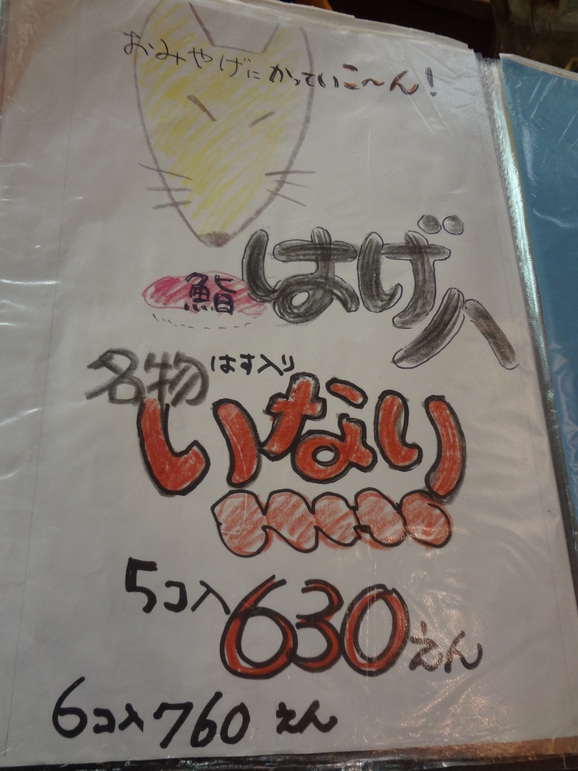 おみやげにかっていこ〜ん!
鮨 はげ八
名物 はす入り
いなり
5コ入 630えん
6コ入 760えん